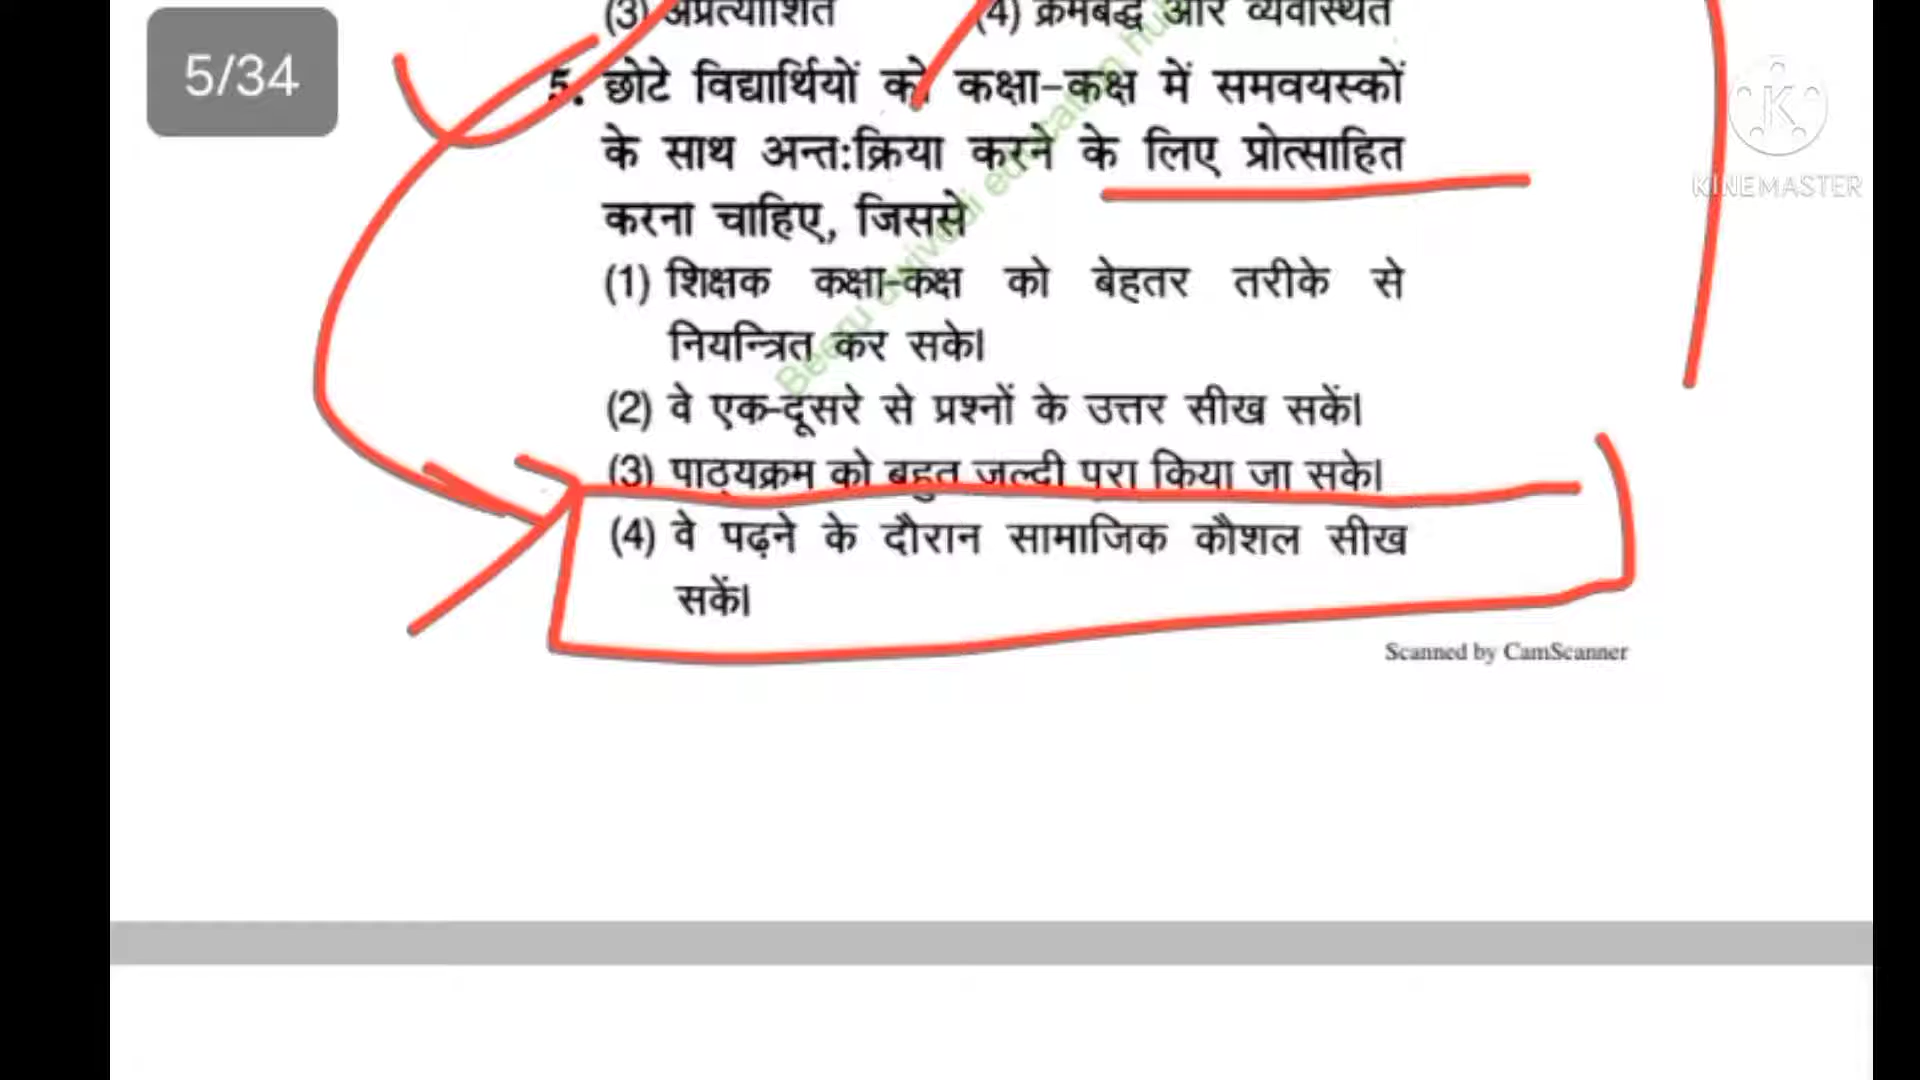 5/34
(3) अप्रत्याशित (4) क्रमबद्ध और व्यवस्थित
5. छोटे विद्यार्थियों को कक्षा-कक्ष में समवयस्कों
के साथ अन्त:क्रिया करने के लिए प्रोत्साहित
करना चाहिए, जिससे
(1) शिक्षक कक्षा-कक्ष को बेहतर तरीके से
नियन्त्रित कर सके।
(2) वे एक-दूसरे से प्रश्नों के उत्तर सीख सकें।
(3) पाठ्यक्रम को बहुत जल्दी पूरा किया जा सके।
(4) वे पढ़ने के दौरान सामाजिक कौशल सीख
सकें।
Scanned by CamScanner
K
KINEMASTER